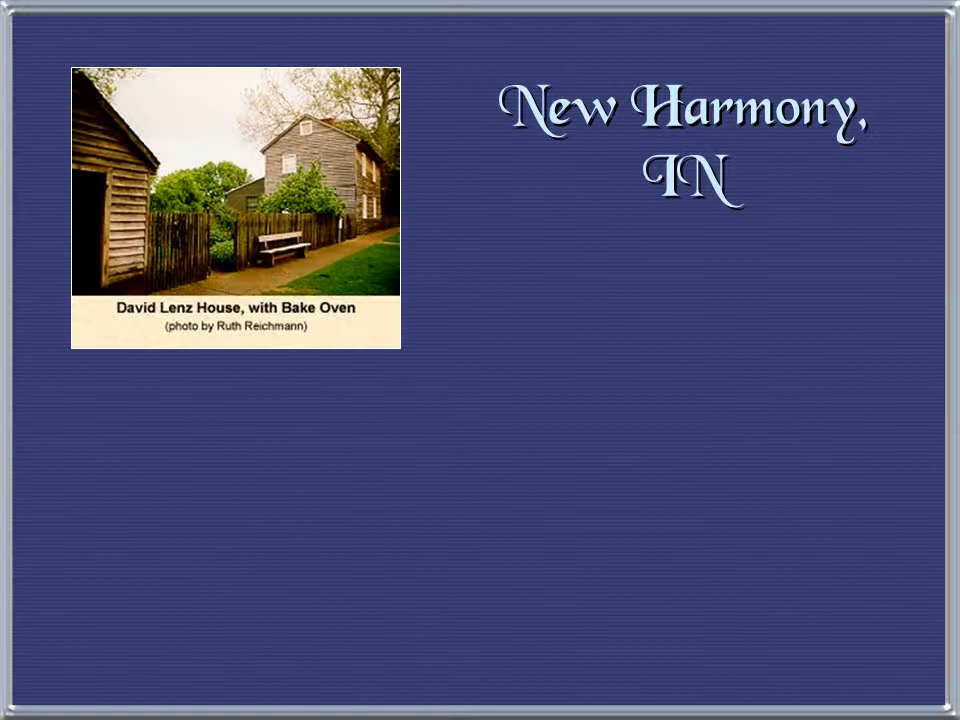 New Harmony,
IN
David Lenz House, with Bake Oven
(photo by Ruth Reichmann)